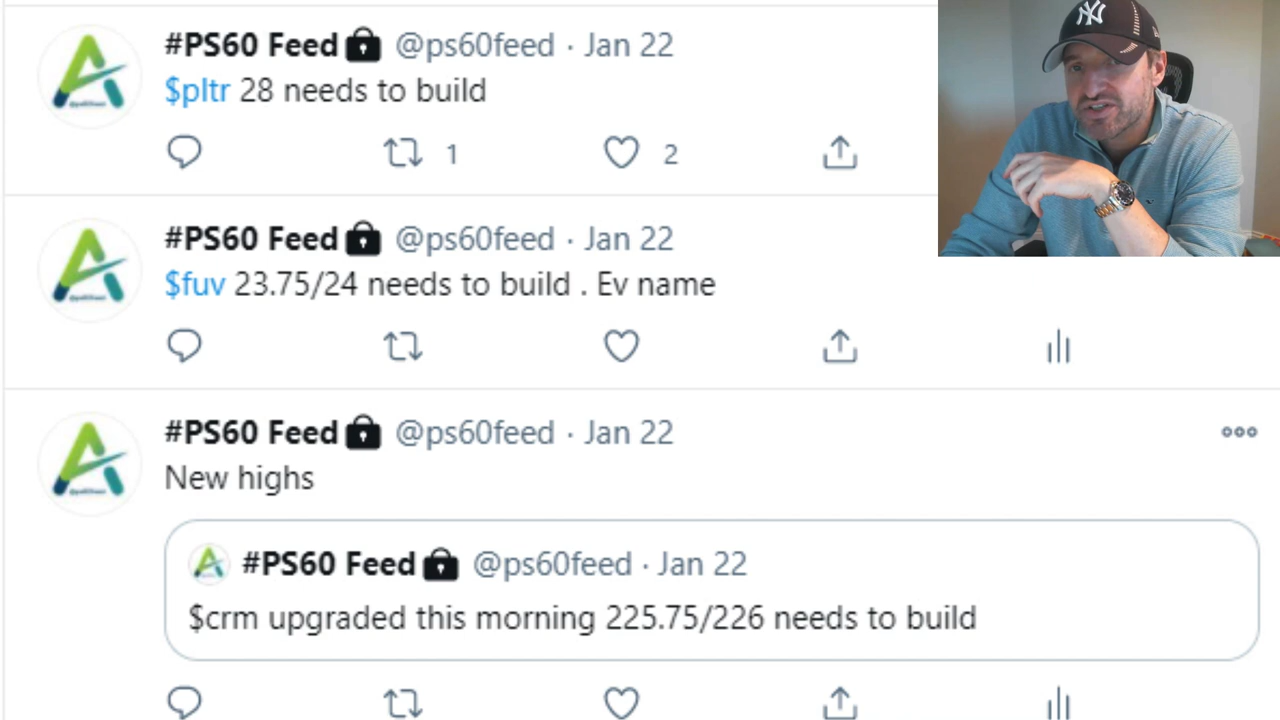 #PS60 Feed @ps60feed · Jan 22
$pltr 28 needs to build
1 2
#PS60 Feed @ps60feed · Jan 22
$fuv 23.75/24 needs to build . Ev name
#PS60 Feed @ps60feed · Jan 22
New highs
#PS60 Feed @ps60feed · Jan 22
$crm upgraded this morning 225.75/226 needs to build
NY